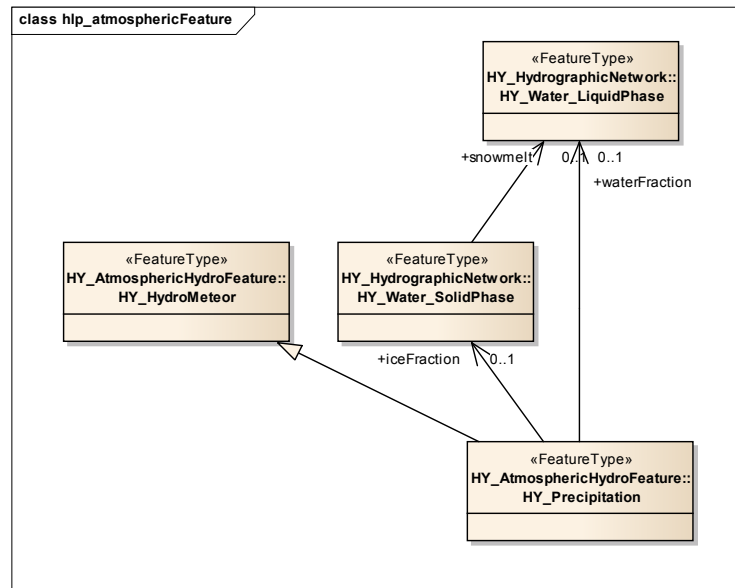 class hlp_atmosphericFeature
«FeatureType»
HY_HydrographicNetwork::
HY_Water_LiquidPhase
+snowmelt 0..1 0..1
+waterFraction
«FeatureType»
HY_AtmosphericHydroFeature::
HY_HydroMeteor
«FeatureType»
HY_HydrographicNetwork::
HY_Water_SolidPhase
+iceFraction 0..1
«FeatureType»
HY_AtmosphericHydroFeature::
HY_Precipitation